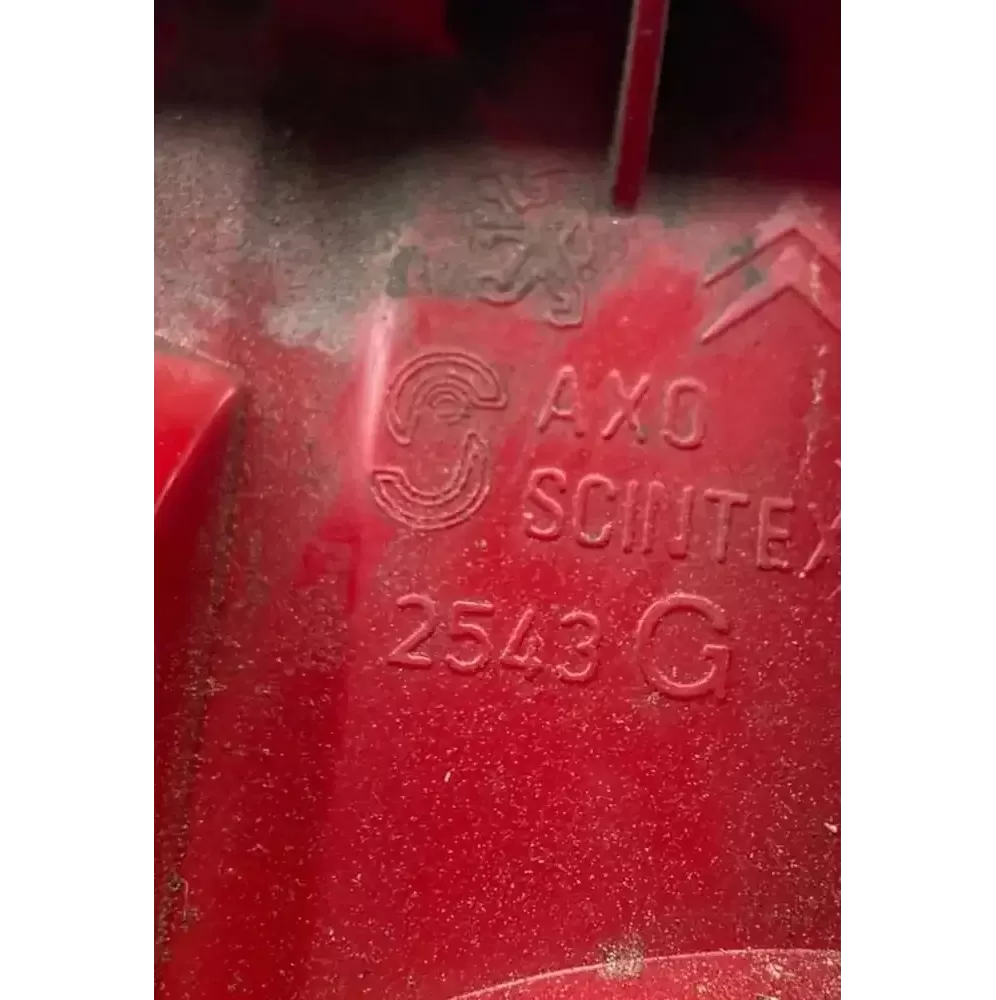 AXO
SCINTEX
2543 G